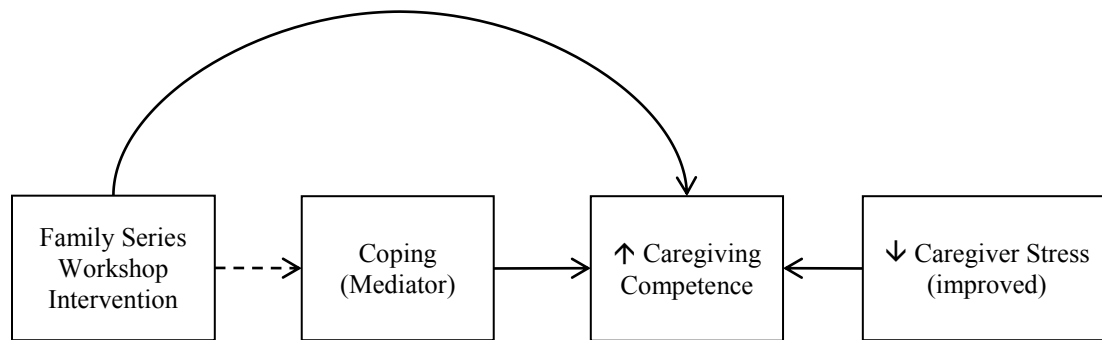 Family Series
Workshop
Intervention
Coping
(Mediator)
↑ Caregiving
Competence
↓ Caregiver Stress
(improved)